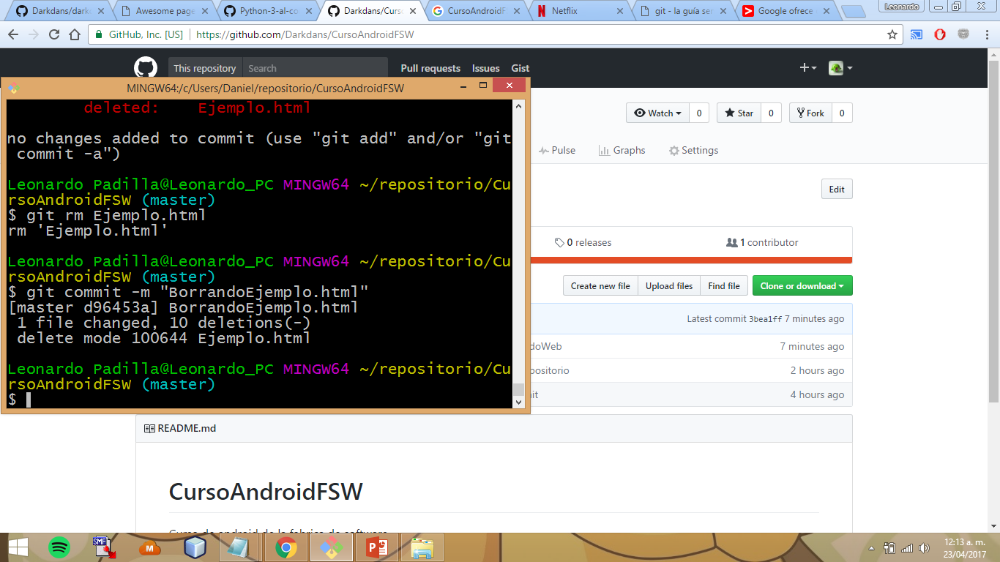 Darkdans/dark
Awesome page
Python-3-al-co
Darkdans/Curs
CursoAndroidF
Netflix
git - la guía sen
Google ofrece
Leonardo
GitHub, Inc. [US]
https://github.com/Darkdans/CursoAndroidFSW
This repository
Search
Pull requests
Issues
Gist
MINGW64:/c/Users/Daniel/repositorio/CursoAndroidFSW
deleted: Ejemplo.html
no changes added to commit (use "git add" and/or "git
commit -a")
Leonardo Padilla@Leonardo_PC MINGW64 ~/repositorio/Cu
rsoAndroidFSW (master)
$ git rm Ejemplo.html
rm 'Ejemplo.html'
Leonardo Padilla@Leonardo_PC MINGW64 ~/repositorio/Cu
rsoAndroidFSW (master)
$ git commit -m "BorrandoEjemplo.html"
[master d96453a] BorrandoEjemplo.html
1 file changed, 10 deletions(-)
delete mode 100644 Ejemplo.html
Leonardo Padilla@Leonardo_PC MINGW64 ~/repositorio/Cu
rsoAndroidFSW (master)
$
Watch 0
Star 0
Fork 0
Pulse
Graphs
Settings
Edit
0 releases
1 contributor
Create new file
Upload files
Find file
Clone or download
Latest commit 3bea1ff 7 minutes ago
doWeb
7 minutes ago
positorio
2 hours ago
it
4 hours ago
README.md
CursoAndroidFSW
Curso de android de la fabrica de software
SMF
12:13 a. m.
23/04/2017